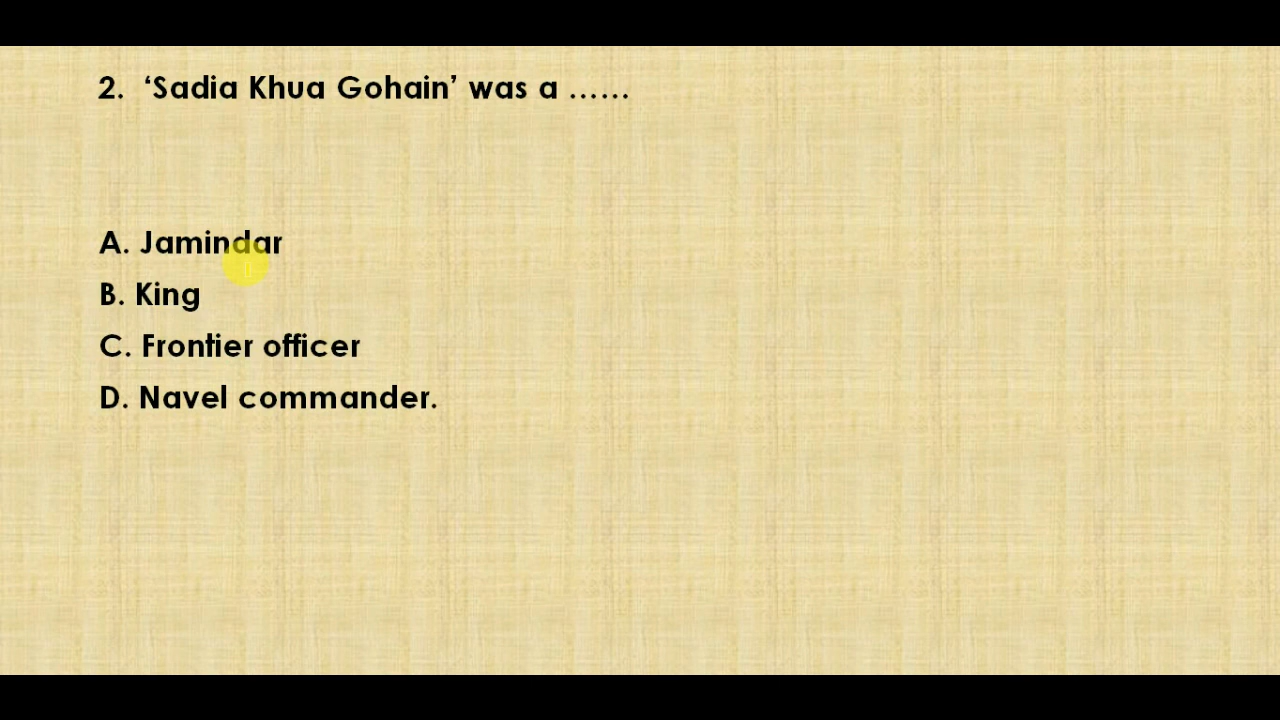 2. ‘Sadia Khua Gohain’ was a ......
A. Jamindar
B. King
C. Frontier officer
D. Navel commander.